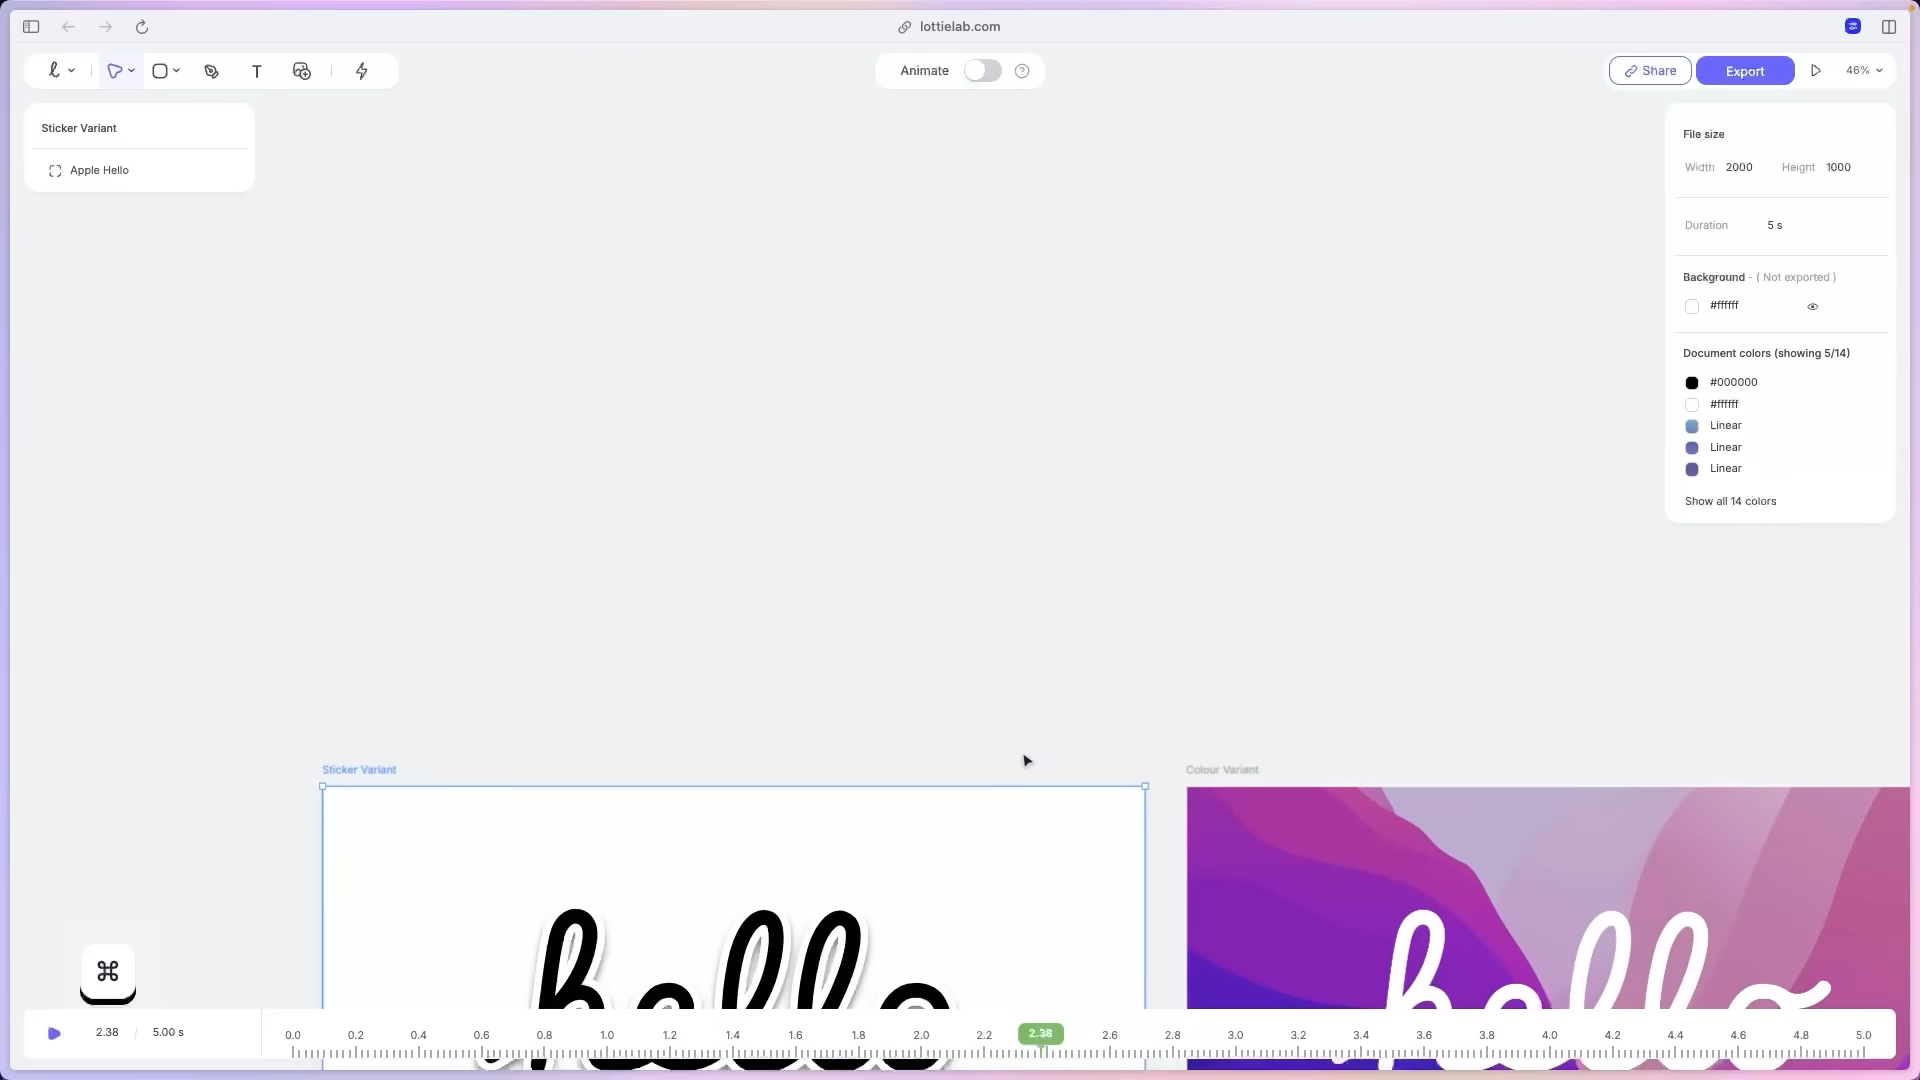 lottielab.com
Animate
Share
Export
46%
Sticker Variant
Apple Hello
File size
Width 2000 Height 1000
Duration 5 s
Background - ( Not exported )
#ffffff
Document colors (showing 5/14)
#000000
#ffffff
Linear
Linear
Linear
Show all 14 colors
Sticker Variant
Colour Variant
hello
hello
2.38 / 5.00 s
0.0 0.2 0.4 0.6 0.8 1.0 1.2 1.4 1.6 1.8 2.0 2.2 2.38 2.6 2.8 3.0 3.2 3.4 3.6 3.8 4.0 4.2 4.4 4.6 4.8 5.0